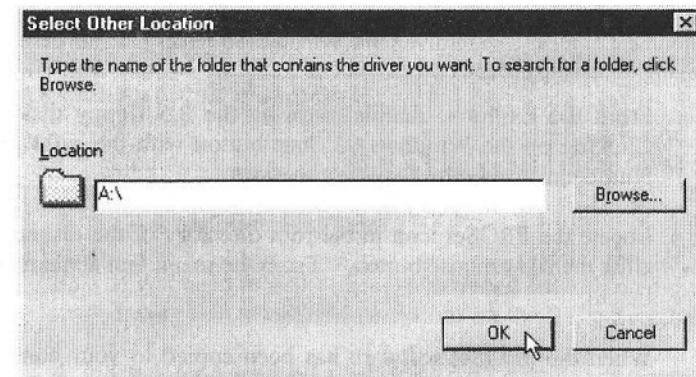 Select Other Location
Type the name of the folder that contains the driver you want. To search for a folder, click
Browse.
Location
A:\
Browse...
OK
Cancel